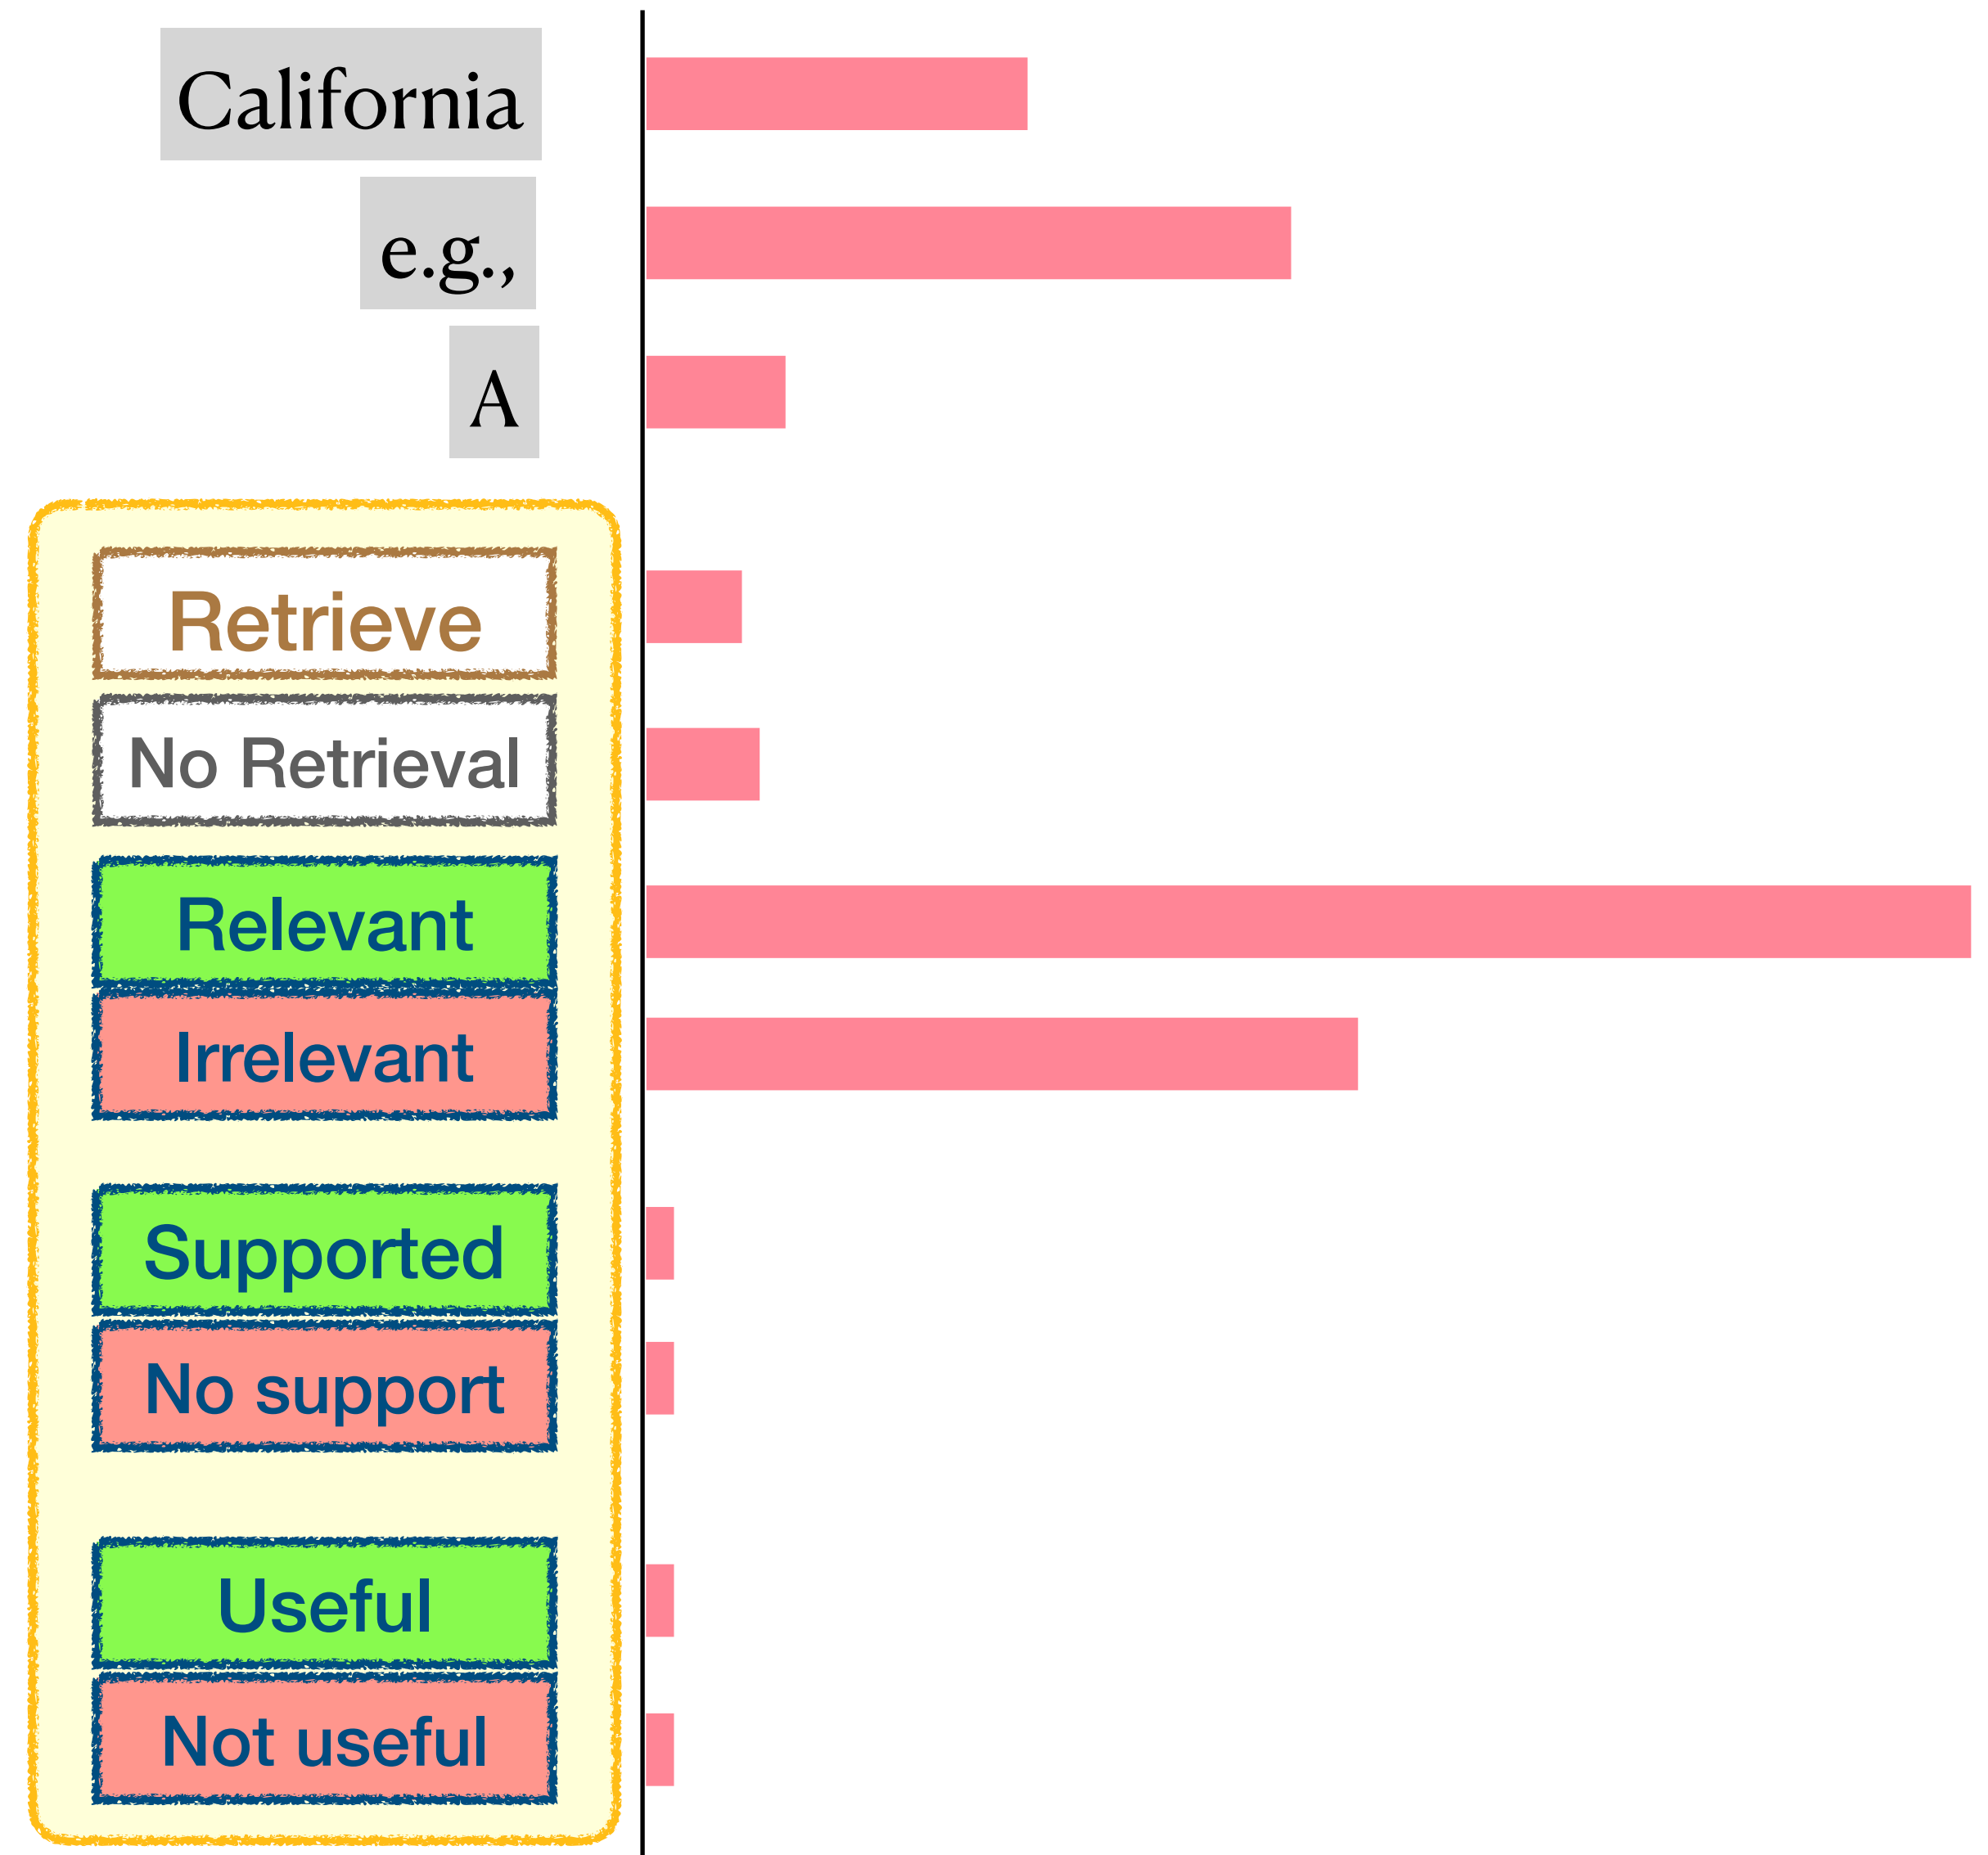 California
e.g.,
A
Retrieve
No Retrieval
Relevant
Irrelevant
Supported
No support
Useful
Not useful